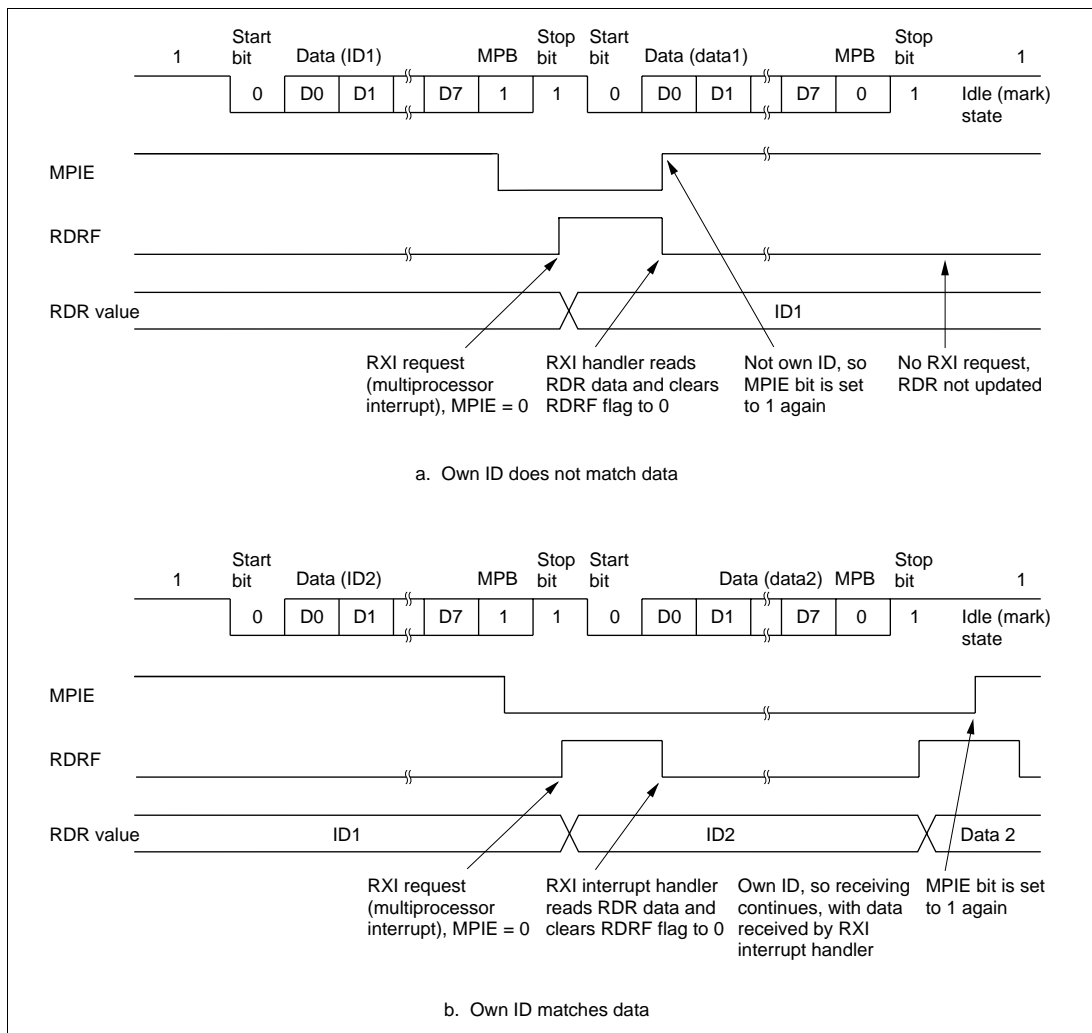 Start bit Stop bit Start bit Stop bit
1 Data (ID1) MPB Data (data1) MPB 1
0 D0 D1 D7 1 1 0 D0 D1 D7 0 1 Idle (mark) state
MPIE
RDRF
RDR value ID1
RXI request (multiprocessor interrupt), MPIE = 0
RXI handler reads RDR data and clears RDRF flag to 0
Not own ID, so MPIE bit is set to 1 again
No RXI request, RDR not updated
a. Own ID does not match data
Start bit Stop bit Start bit Stop bit
1 Data (ID2) MPB Data (data2) MPB 1
0 D0 D1 D7 1 1 0 D0 D1 D7 0 1 Idle (mark) state
MPIE
RDRF
RDR value ID1 ID2 Data 2
RXI request (multiprocessor interrupt), MPIE = 0
RXI interrupt handler reads RDR data and clears RDRF flag to 0
Own ID, so receiving continues, with data received by RXI interrupt handler
MPIE bit is set to 1 again
b. Own ID matches data